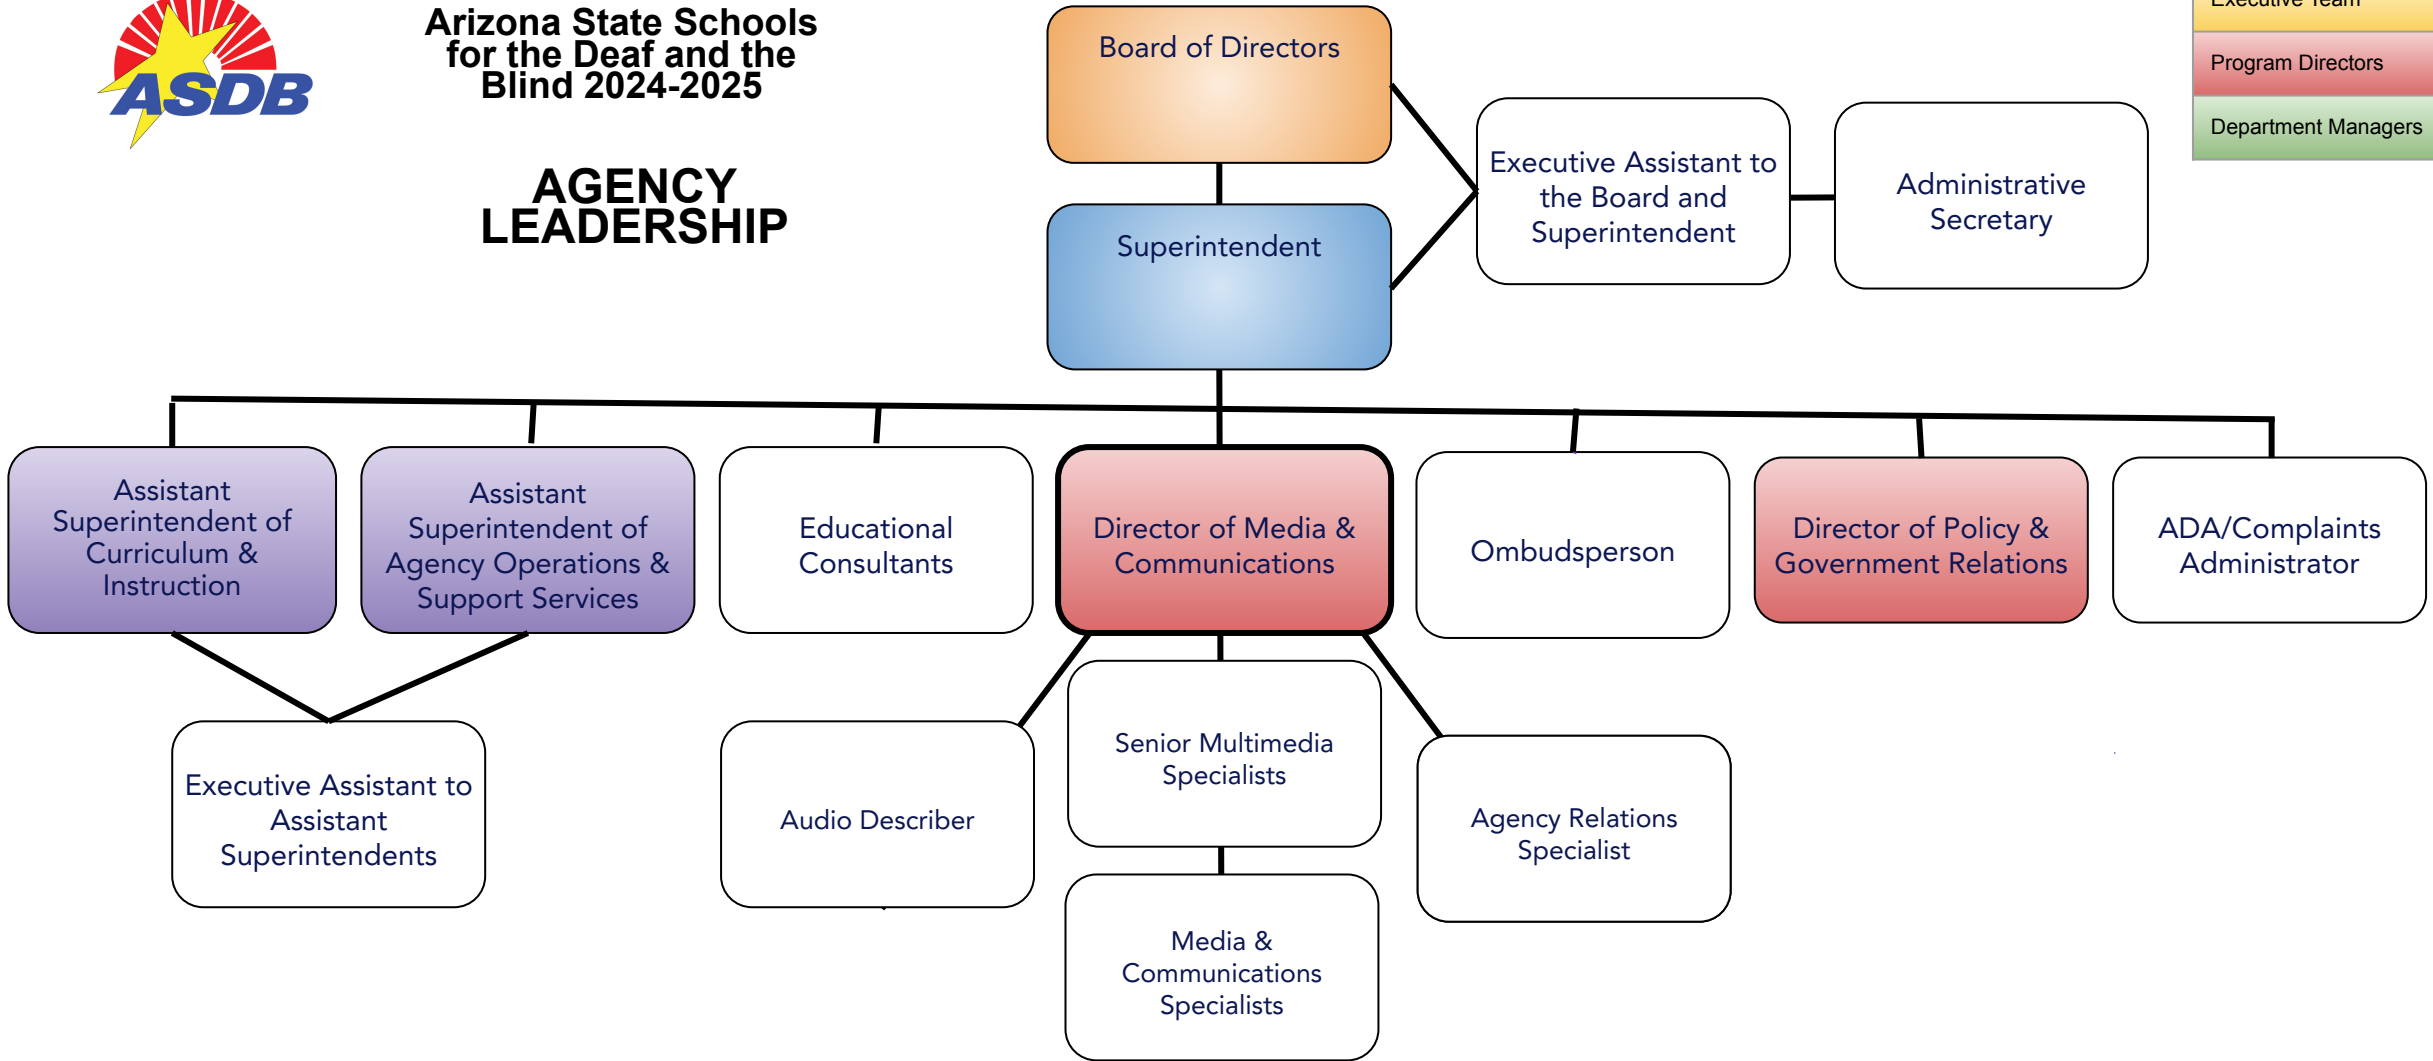 ASDB
Arizona State Schools
for the Deaf and the
Blind 2024-2025
AGENCY
LEADERSHIP
Board of Directors
Superintendent
Executive Assistant to
the Board and
Superintendent
Administrative
Secretary
Executive Team
Program Directors
Department Managers
Assistant
Superintendent of
Curriculum &
Instruction
Assistant
Superintendent of
Agency Operations &
Support Services
Educational
Consultants
Director of Media &
Communications
Ombudsperson
Director of Policy &
Government Relations
ADA/Complaints
Administrator
Executive Assistant to
Assistant
Superintendents
Audio Describer
Senior Multimedia
Specialists
Agency Relations
Specialist
Media &
Communications
Specialists